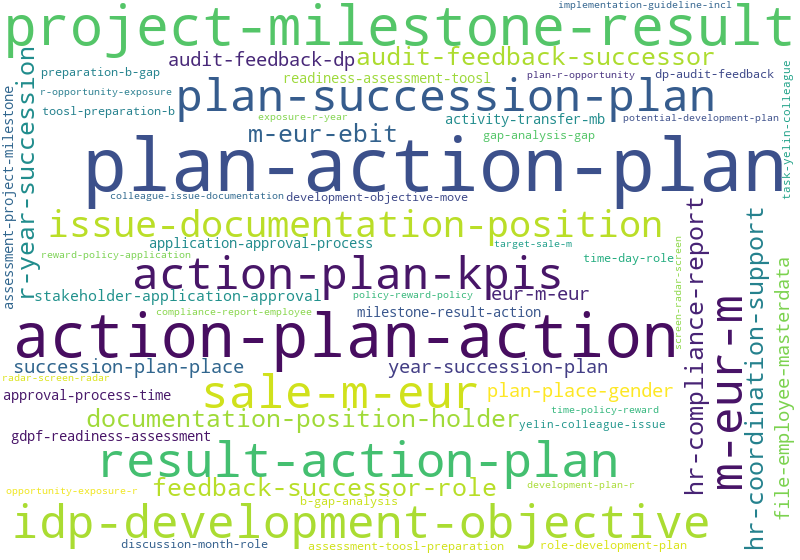 implementation-guideline-incl
project-milestone-result
audit-feedback-dp
audit-feedback-successor
preparation-b-gap
readiness-assessment-toosl
plan-r-opportunity
dp-audit-feedback
r-opportunity-exposure
plan-succession-plan
toosl-preparation-b
exposure-r-year
activity-transfer-mb
potential-development-plan
m-eur-ebit
gap-analysis-gap
plan-action-plan
colleague-issue-documentation
development-objective-move
issue-documentation-position
application-approval-process
target-sale-m
reward-policy-application
time-day-role
action-plan-kpis
stakeholder-application-approval
policy-reward-policy
eur-m-eur
compliance-report-employee
milestone-result-action
action-plan-action
succession-plan-place
year-succession-plan
radar-screen-radar
sale-m-eur
plan-place-gender
approval-process-time
time-policy-reward
documentation-position-holder
yelin-colleague-issue
gdpf-readiness-assessment
result-action-plan
opportunity-exposure-r
feedback-successor-role
development-plan-r
b-gap-analysis
idp-development-objective
discussion-month-role
assessment-toosl-preparation
role-development-plan
assessment-project-milestone
r-year-succession
task-yelin-colleague
screen-radar-screen
hr-compliance-report
m-eur-m
hr-coordination-support
file-employee-masterdata